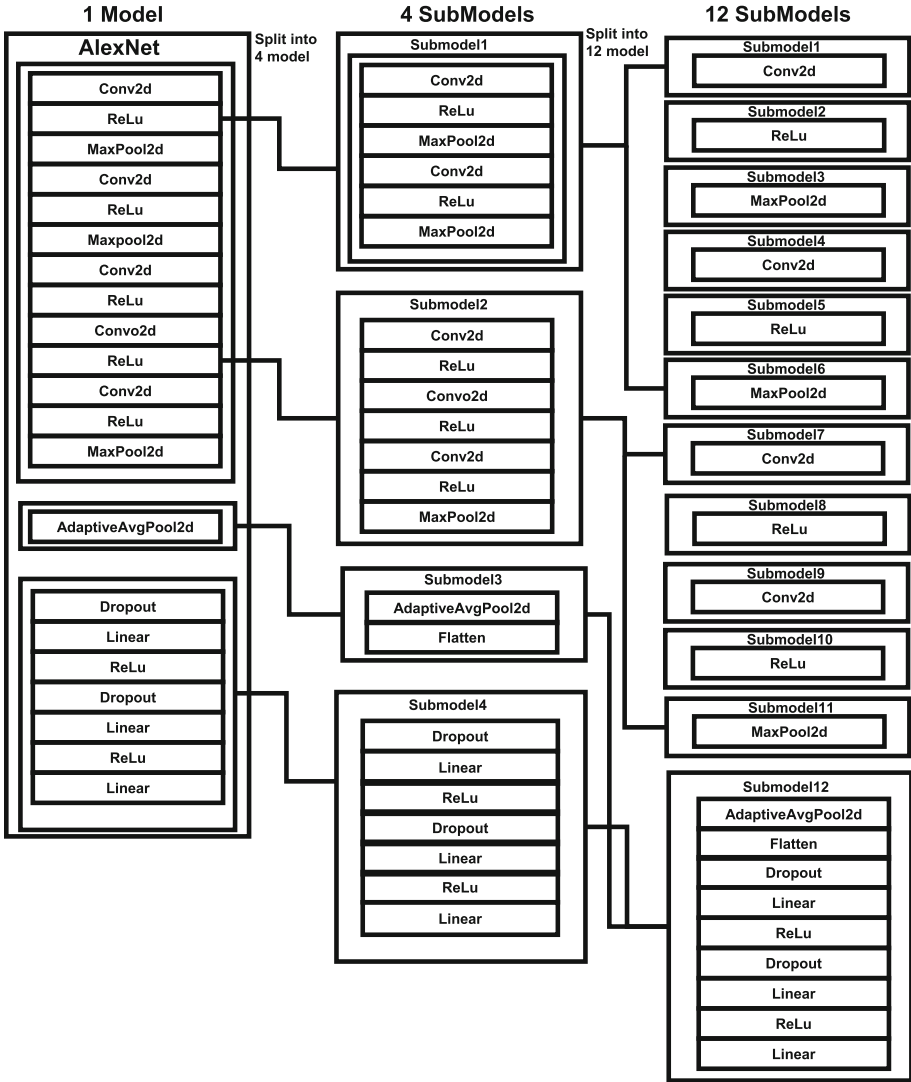 1 Model
AlexNet
Conv2d
ReLu
MaxPool2d
Conv2d
ReLu
Maxpool2d
Conv2d
ReLu
Convo2d
ReLu
Conv2d
ReLu
MaxPool2d
AdaptiveAvgPool2d
Dropout
Linear
ReLu
Dropout
Linear
ReLu
Linear
Split into
4 model
4 SubModels
Submodel1
Conv2d
ReLu
MaxPool2d
Conv2d
ReLu
MaxPool2d
Submodel2
Conv2d
ReLu
Convo2d
ReLu
Conv2d
ReLu
MaxPool2d
Submodel3
AdaptiveAvgPool2d
Flatten
Submodel4
Dropout
Linear
ReLu
Dropout
Linear
ReLu
Linear
Split into
12 model
12 SubModels
Submodel1
Conv2d
Submodel2
ReLu
Submodel3
MaxPool2d
Submodel4
Conv2d
Submodel5
ReLu
Submodel6
MaxPool2d
Submodel7
Conv2d
Submodel8
ReLu
Submodel9
Conv2d
Submodel10
ReLu
Submodel11
MaxPool2d
Submodel12
AdaptiveAvgPool2d
Flatten
Dropout
Linear
ReLu
Dropout
Linear
ReLu
Linear